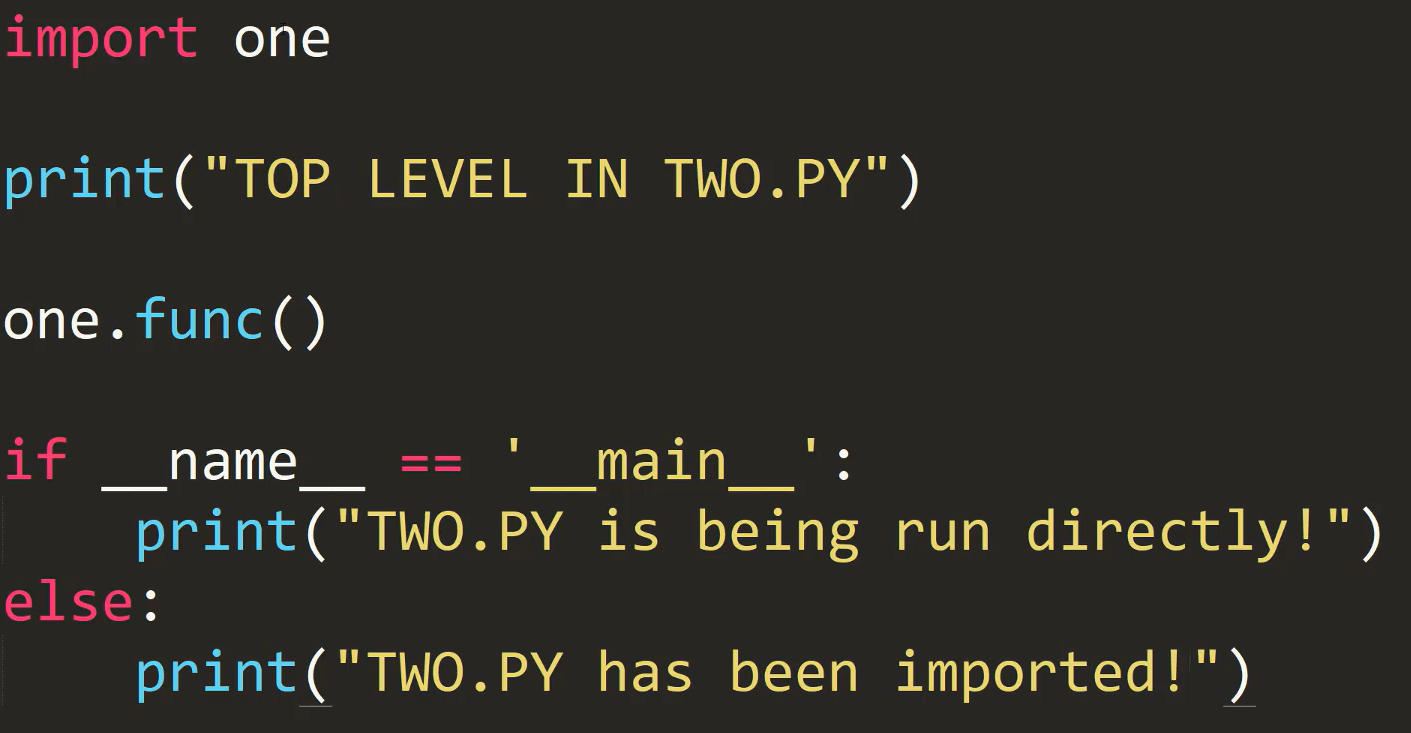 import one
print("TOP LEVEL IN TWO.PY")
one.func()
if __name__ == '__main__':
    print("TWO.PY is being run directly!")
else:
    print("TWO.PY has been imported!")